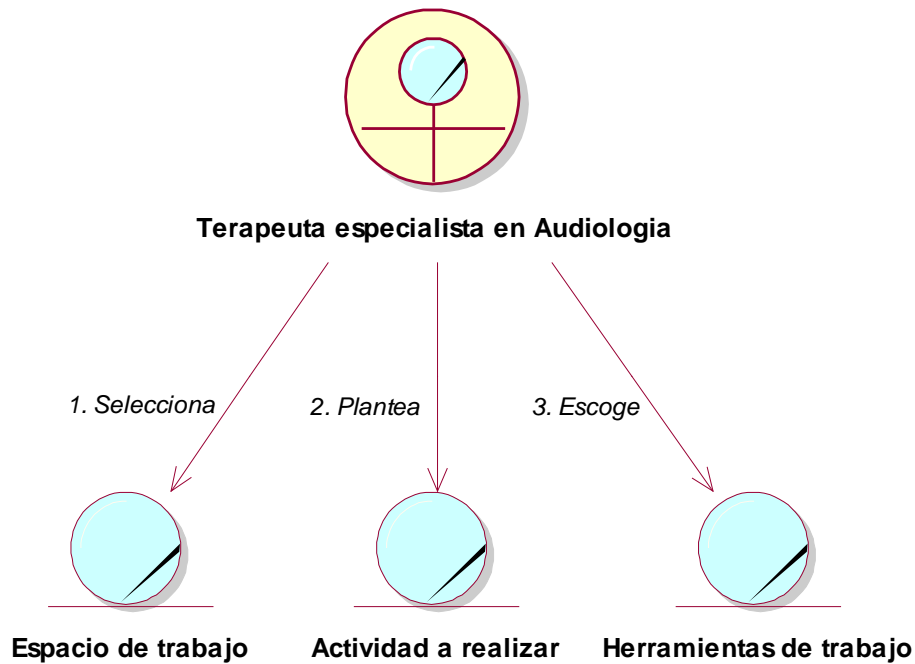 Terapeuta especialista en Audiologia
1. Selecciona
2. Plantea
3. Escoge
Espacio de trabajo
Actividad a realizar
Herramientas de trabajo